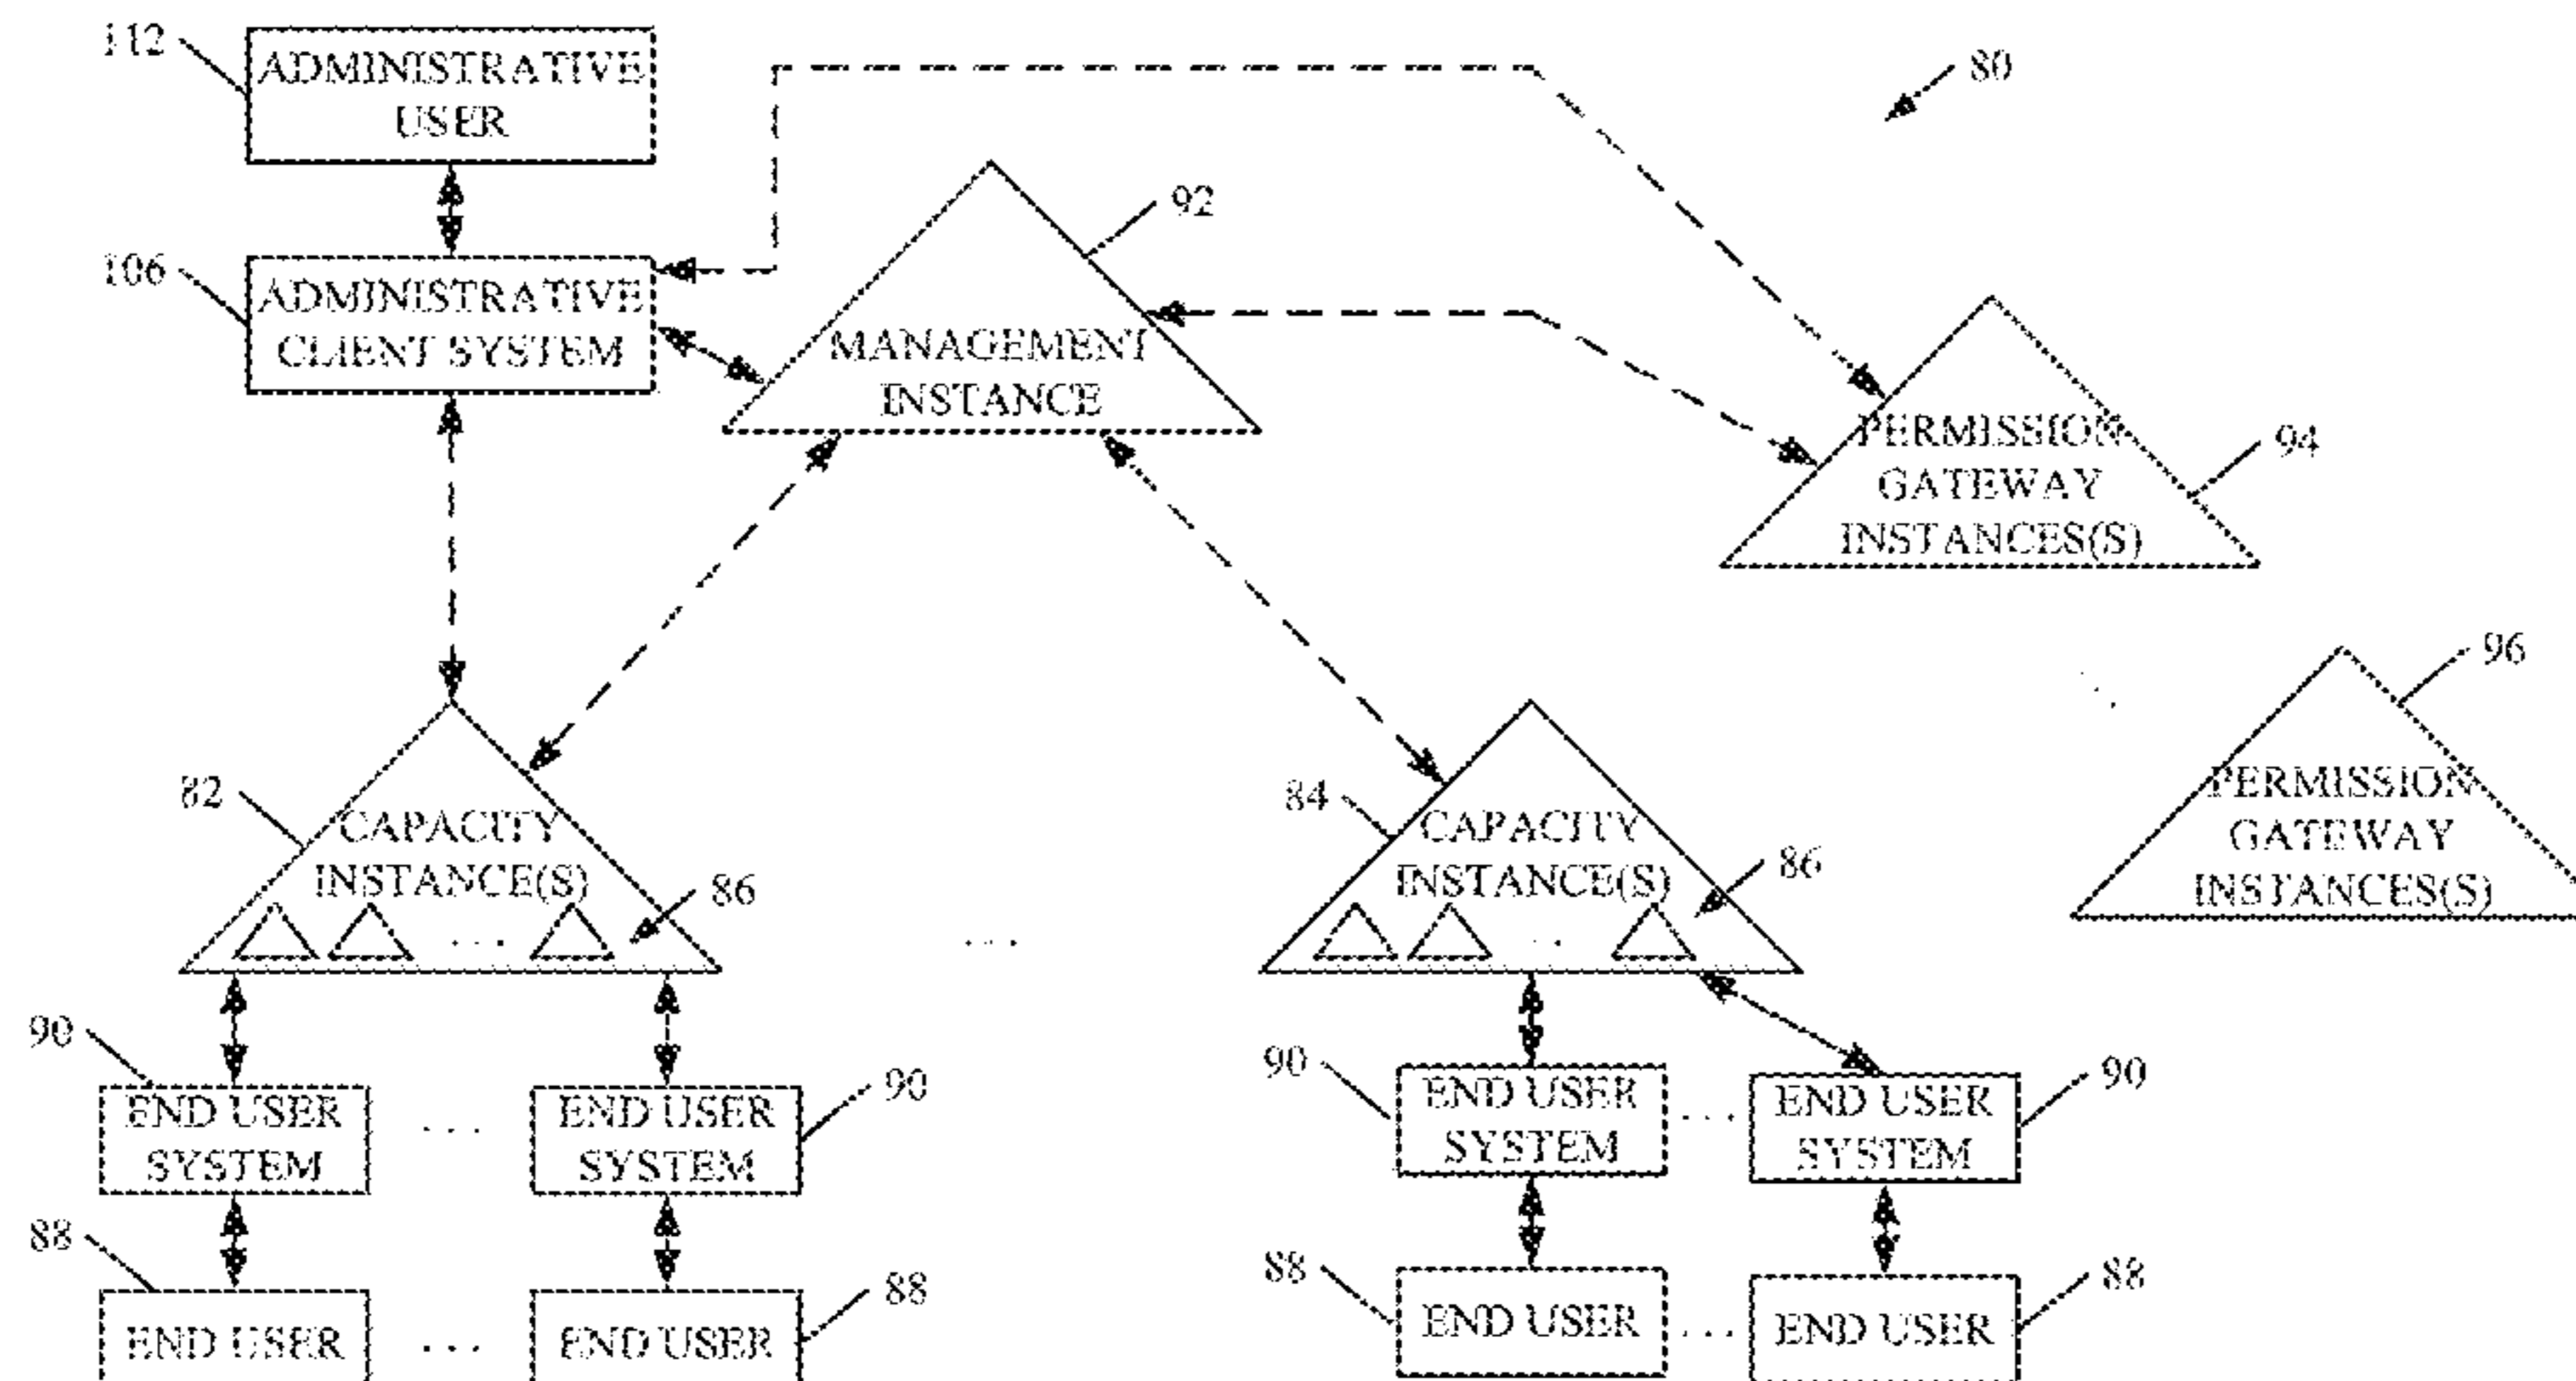 112
ADMINISTRATIVE
USER
80
92
106
ADMINISTRATIVE
CLIENT SYSTEM
MANAGEMENT
INSTANCE
PERMISSION
GATEWAY
INSTANCES(S)
94
96
PERMISSION
GATEWAY
INSTANCES(S)
82
CAPACITY
INSTANCE(S)
86
...
84
CAPACITY
INSTANCE(S)
86
...
...
90
END USER
SYSTEM
...
END USER
SYSTEM
90
90
END USER
SYSTEM
...
END USER
SYSTEM
90
88
END USER
...
END USER
88
88
END USER
...
END USER
88